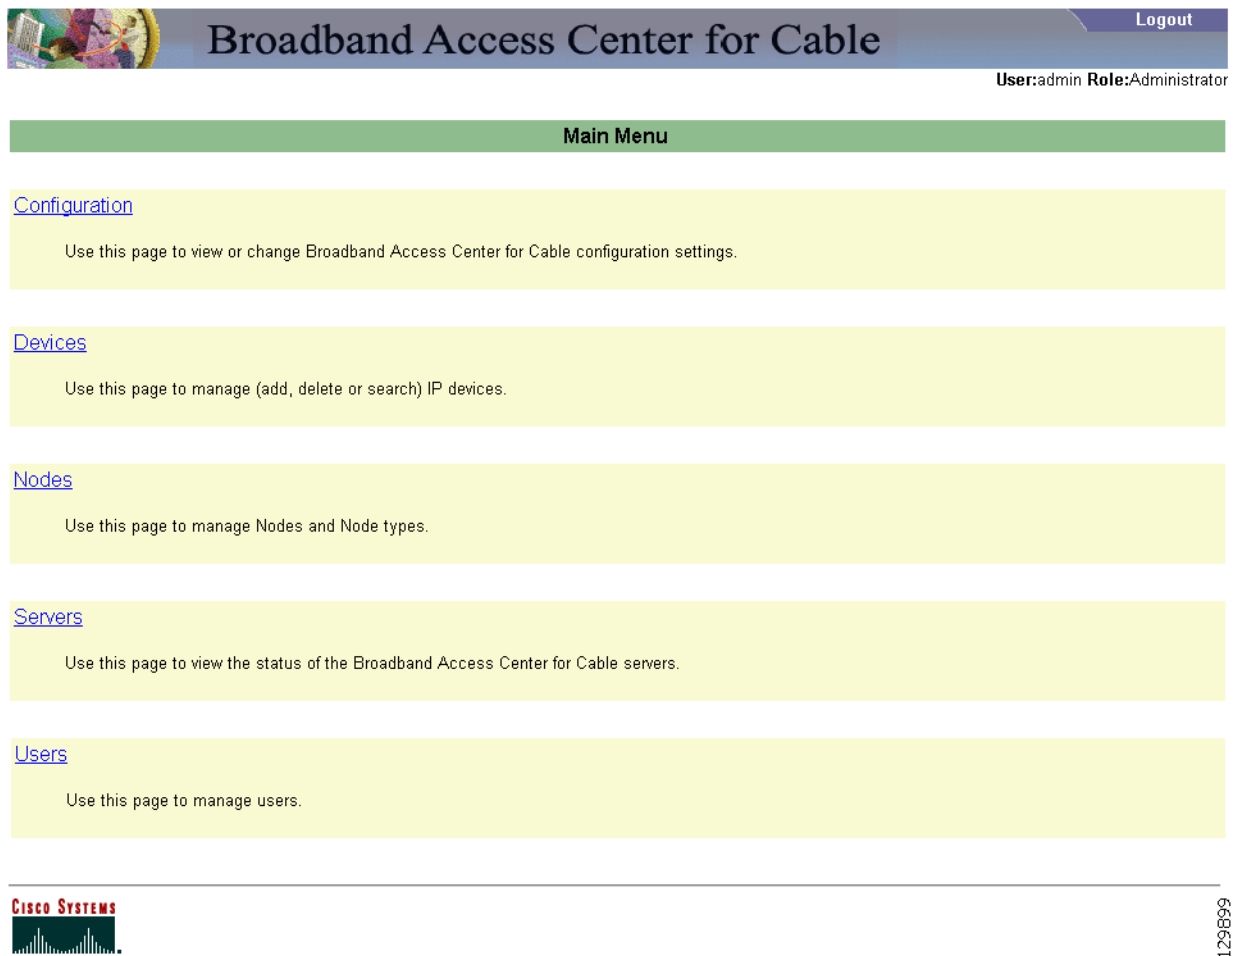 Broadband Access Center for Cable
Logout
User:admin Role:Administrator
Main Menu
Configuration
Use this page to view or change Broadband Access Center for Cable configuration settings.
Devices
Use this page to manage (add, delete or search) IP devices.
Nodes
Use this page to manage Nodes and Node types.
Servers
Use this page to view the status of the Broadband Access Center for Cable servers.
Users
Use this page to manage users.
CISCO SYSTEMS
129899